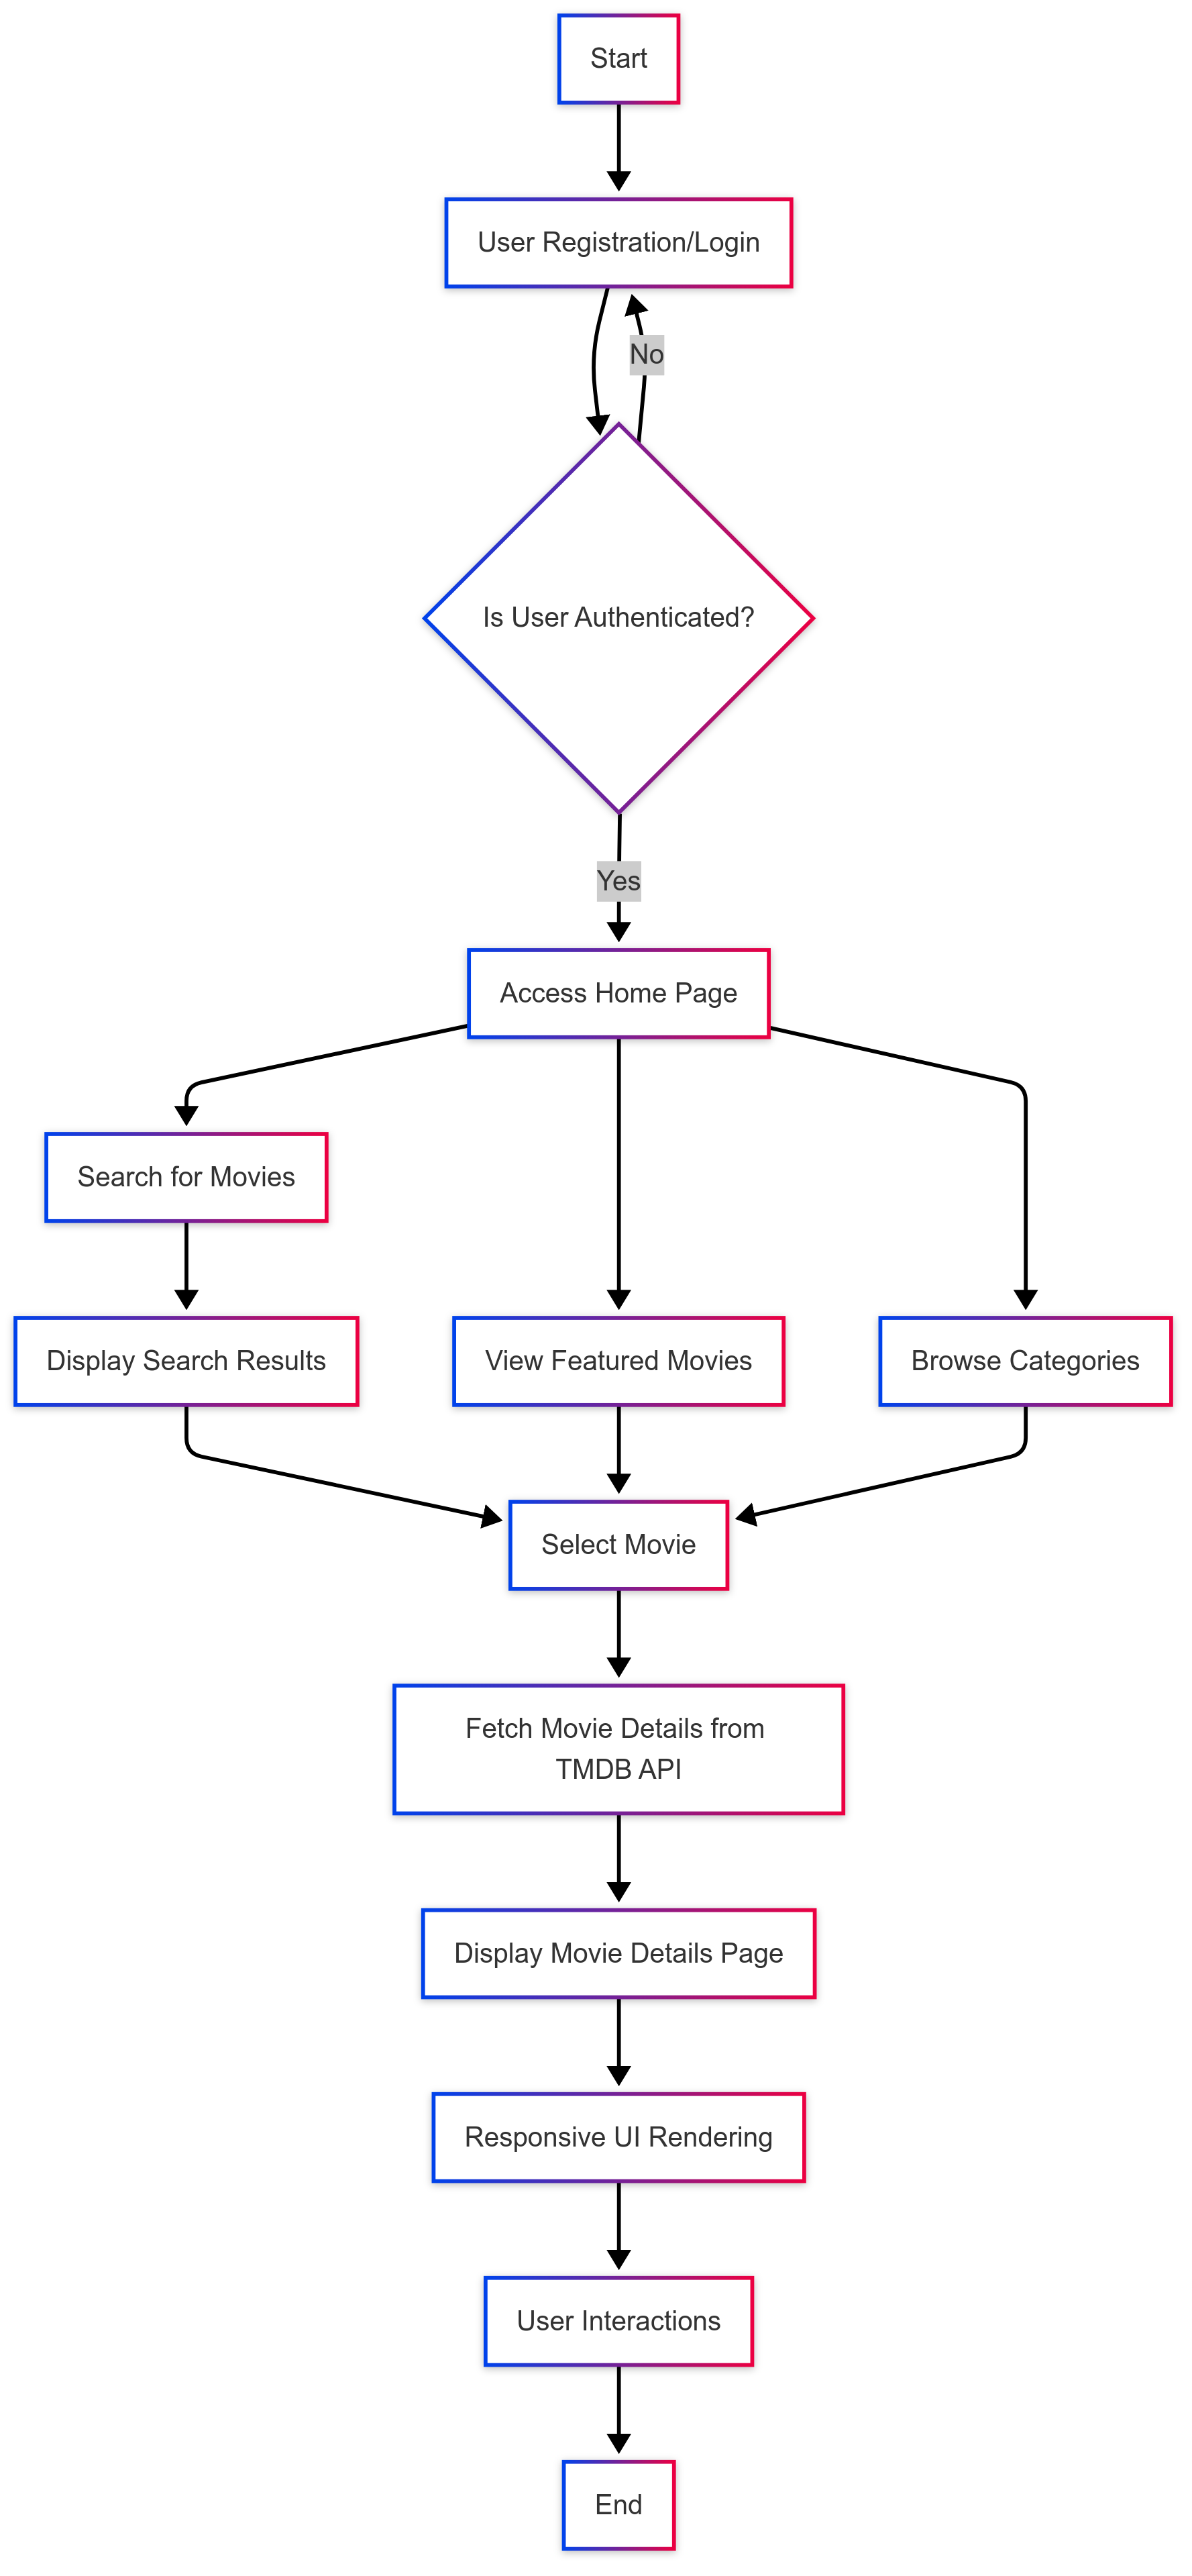 Start
User Registration/Login
No
Is User Authenticated?
Yes
Access Home Page
Search for Movies
Display Search Results
View Featured Movies
Browse Categories
Select Movie
Fetch Movie Details from
TMDB API
Display Movie Details Page
Responsive UI Rendering
User Interactions
End